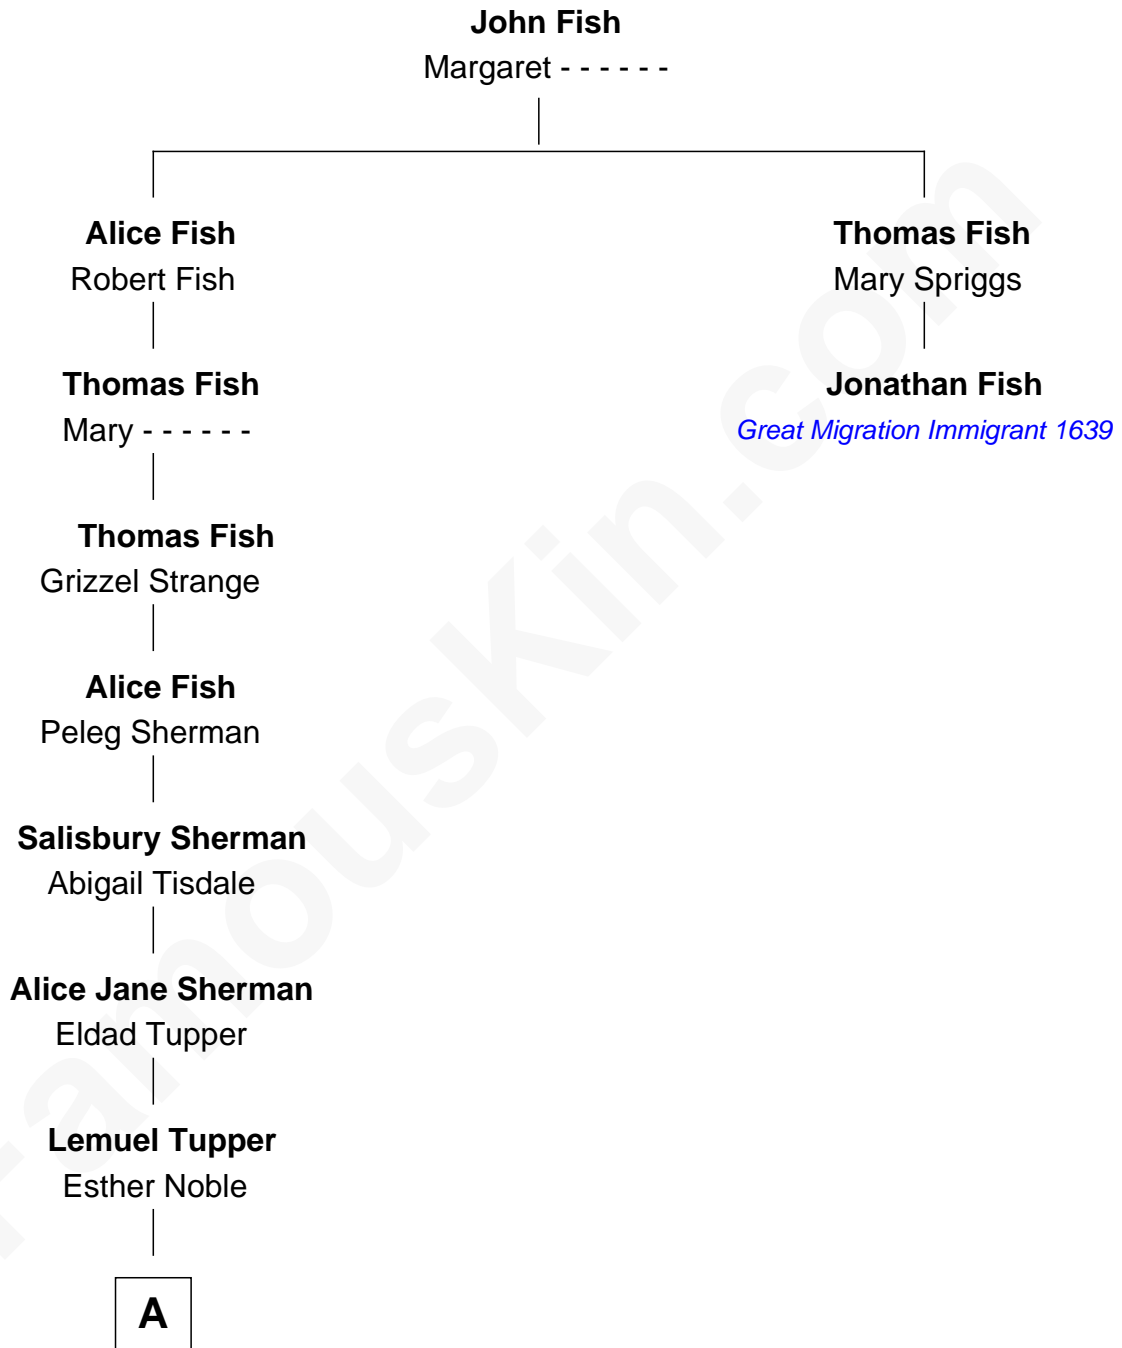 John Fish
Margaret - - - - - -
Alice Fish
Robert Fish
Thomas Fish
Mary Spriggs
Thomas Fish
Mary - - - - - -
Jonathan Fish
Great Migration Immigrant 1639
Thomas Fish
Grizzel Strange
Alice Fish
Peleg Sherman
Salisbury Sherman
Abigail Tisdale
Alice Jane Sherman
Eldad Tupper
Lemuel Tupper
Esther Noble
A
FamousKin.com